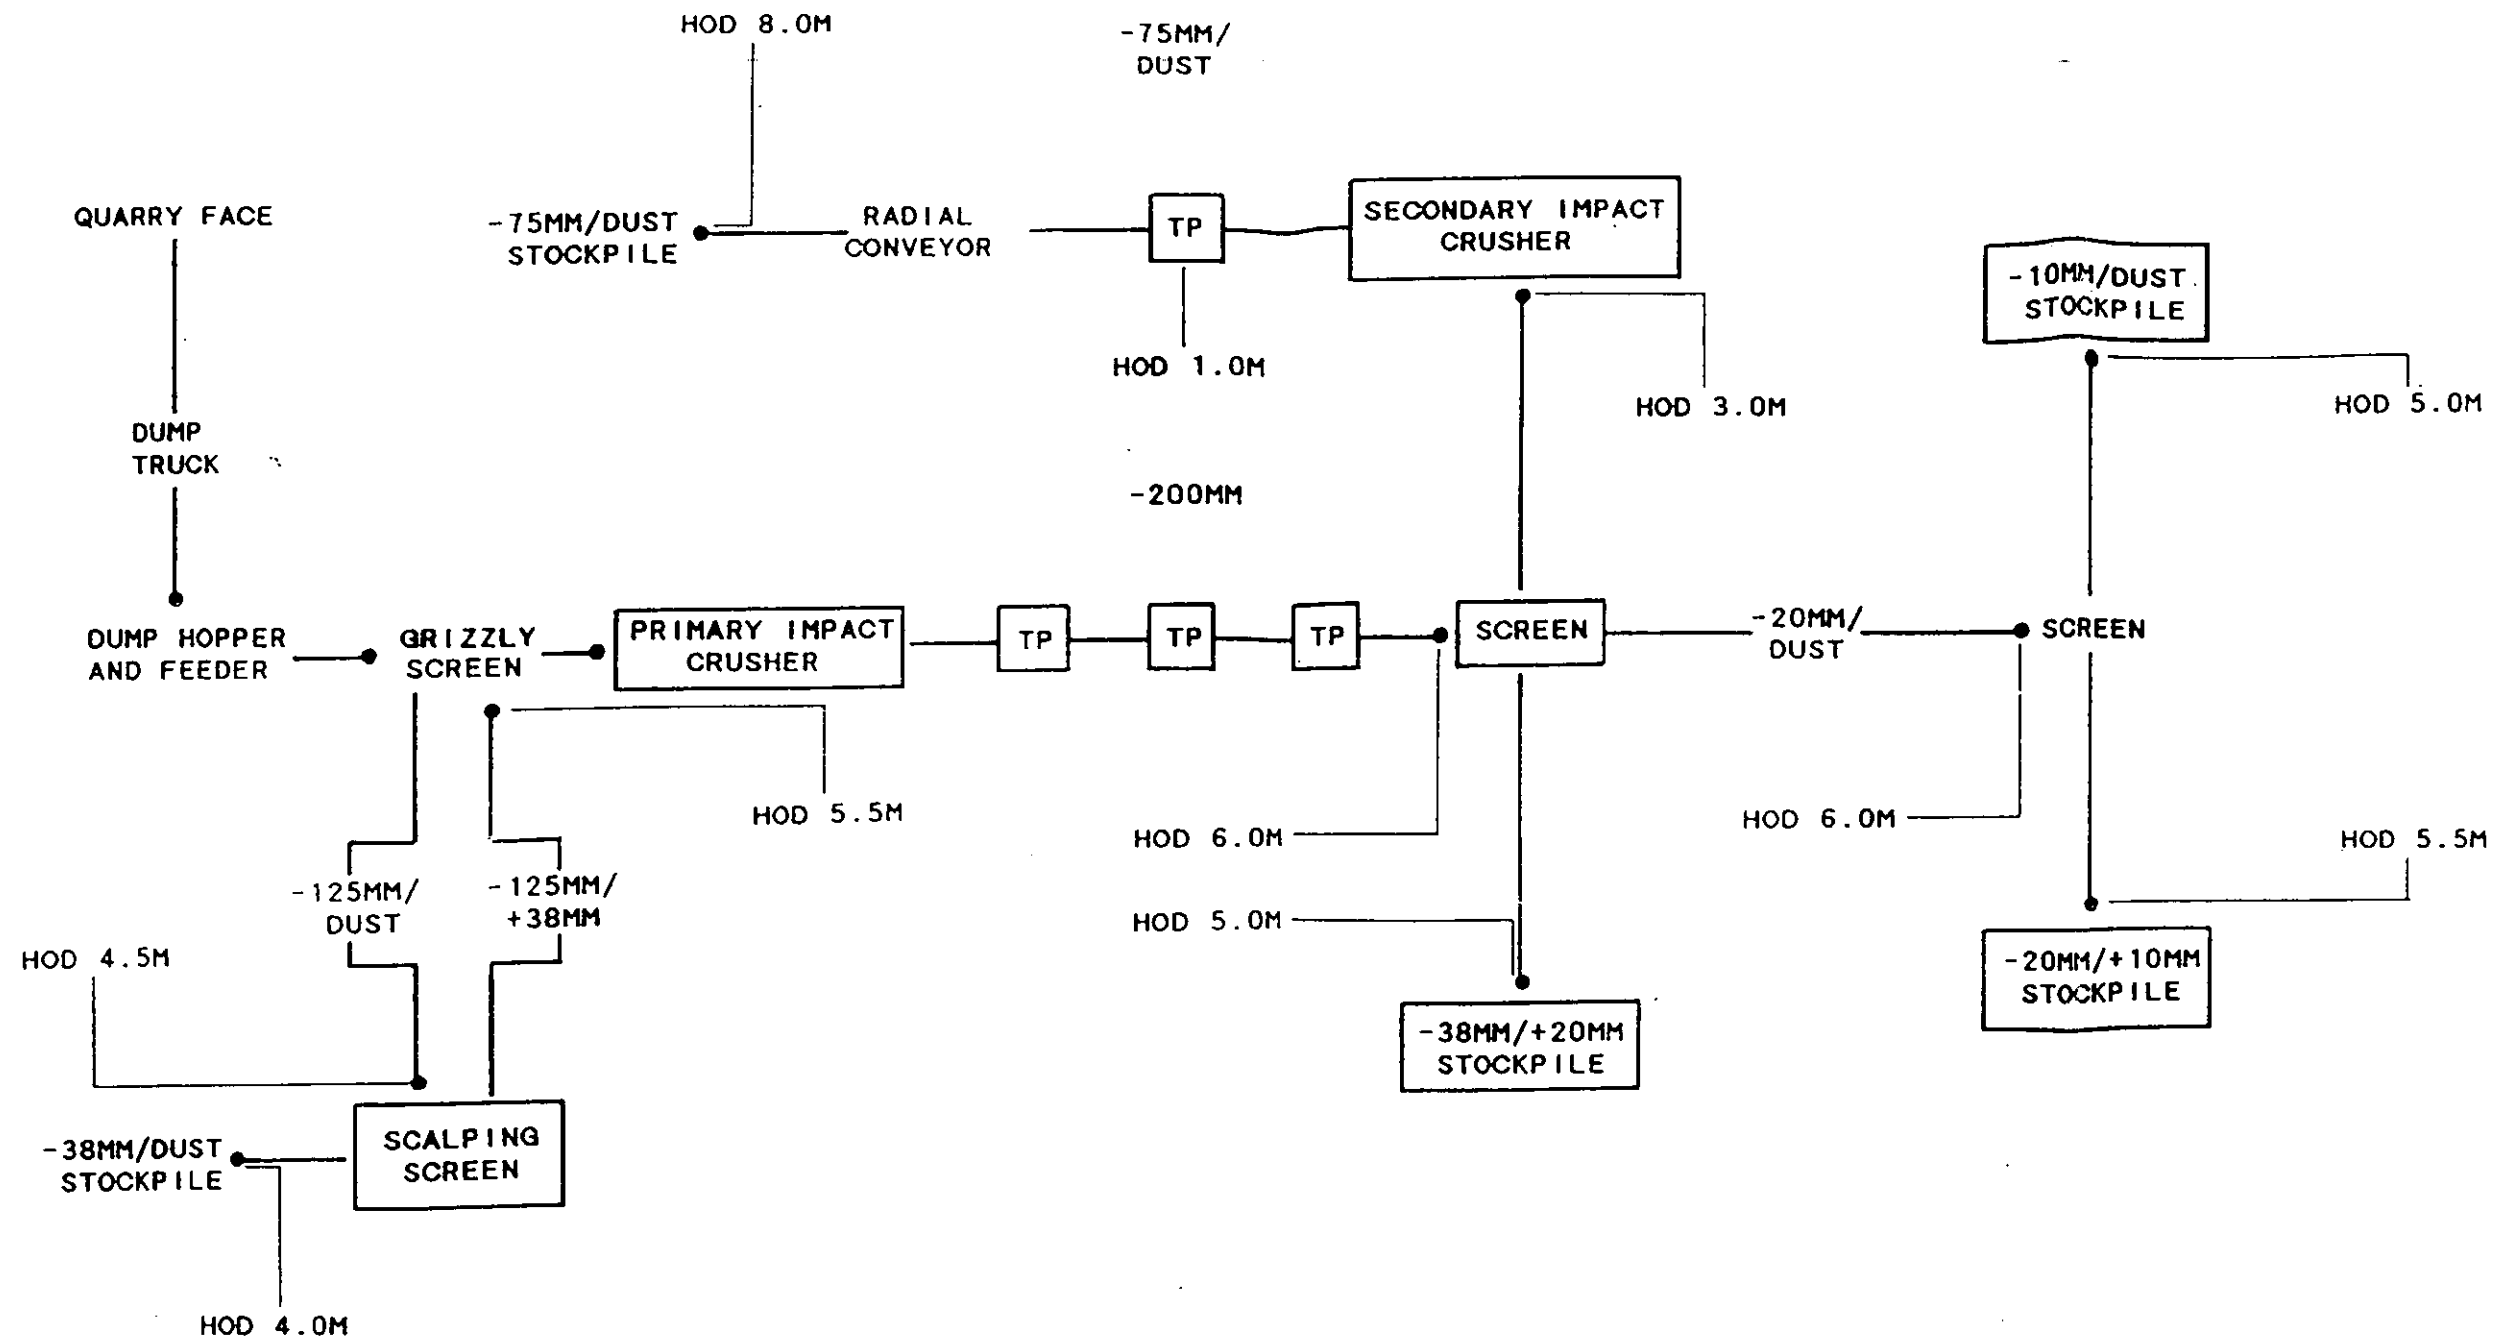 HOD 8.0M
-75MM/
DUST
QUARRY FACE
-75MM/DUST
STOCKPILE
RADIAL
CONVEYOR
TP
SECONDARY IMPACT
CRUSHER
-10MM/DUST
STOCKPILE
HOD 1.0M
HOD 3.0M
HOD 5.0M
DUMP
TRUCK
-200MM
DUMP HOPPER
AND FEEDER
GRIZZLY
SCREEN
PRIMARY IMPACT
CRUSHER
TP
TP
TP
SCREEN
-20MM/
DUST
SCREEN
HOD 5.5M
HOD 6.0M
HOD 6.0M
HOD 5.5M
-125MM/
DUST
-125MM/
+38MM
HOD 5.0M
HOD 4.5M
-20MM/+10MM
STOCKPILE
-38MM/+20MM
STOCKPILE
-38MM/DUST
STOCKPILE
SCALPING
SCREEN
HOD 4.0M